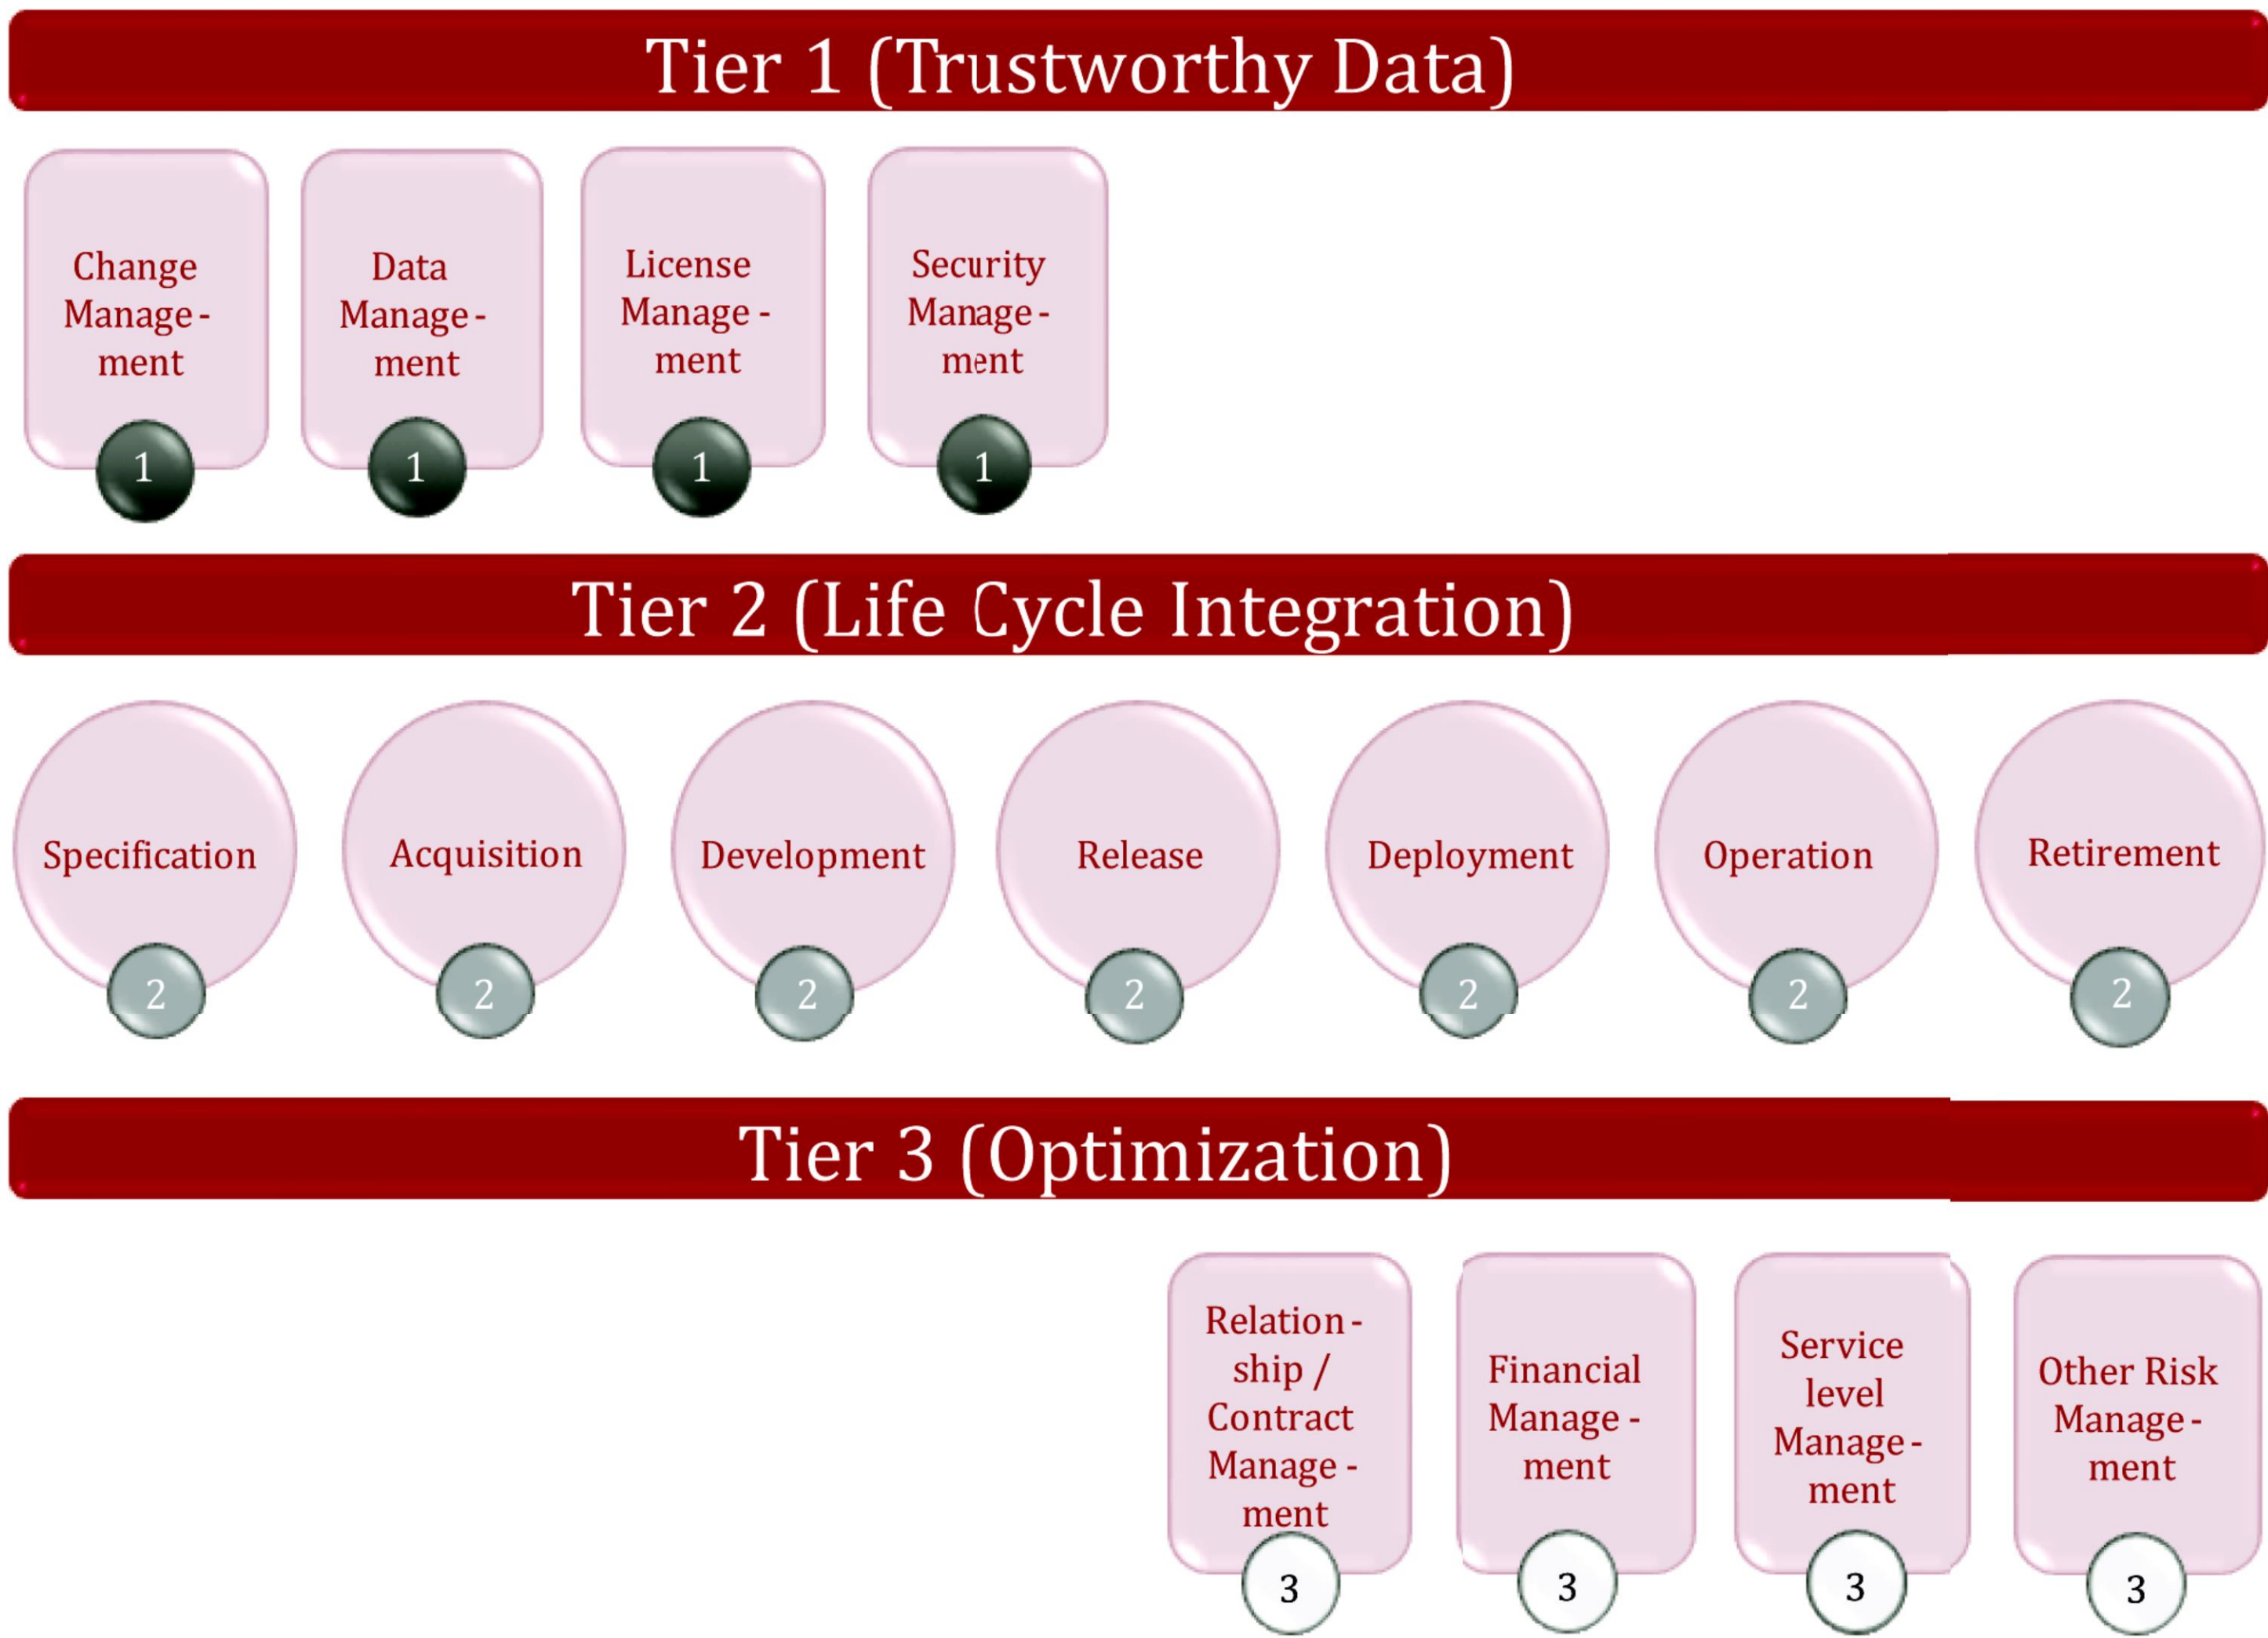 Tier 1 (Trustworthy Data)
Change
Manage-
ment
1
Data
Manage-
ment
1
License
Manage -
ment
1
Security
Manage-
ment
1
Tier 2 (Life Cycle Integration)
Specification
2
Acquisition
2
Development
2
Release
2
Deployment
2
Operation
2
Retirement
2
Tier 3 (Optimization)
Relation-
ship /
Contract
Manage -
ment
3
Financial
Manage -
ment
3
Service
level
Manage-
ment
3
Other Risk
Manage-
ment
3